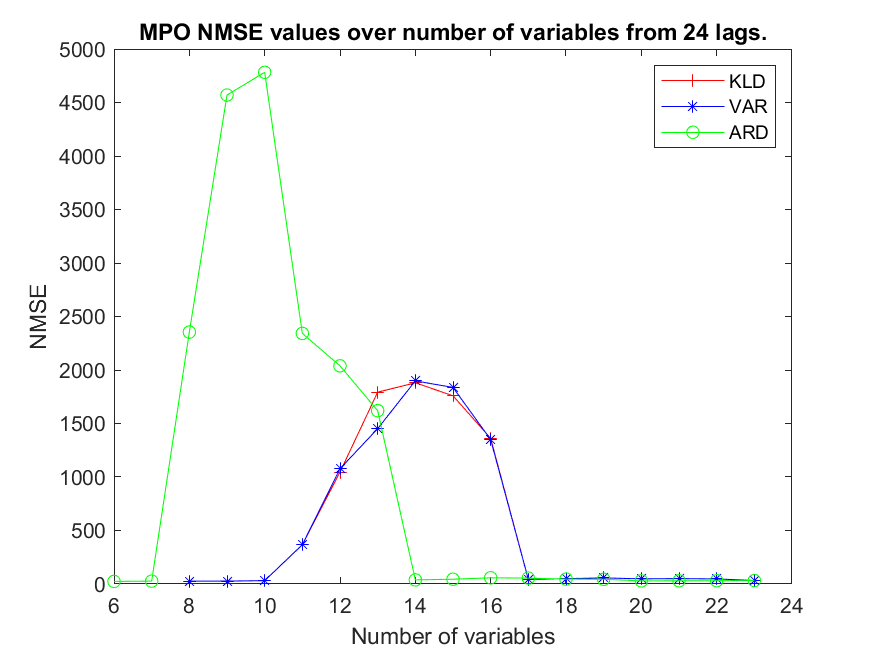 MPO NMSE values over number of variables from 24 lags.
5000
4500
4000
3500
3000
2500
2000
1500
1000
500
0
NMSE
KLD
VAR
ARD
6 8 10 12 14 16 18 20 22 24
Number of variables